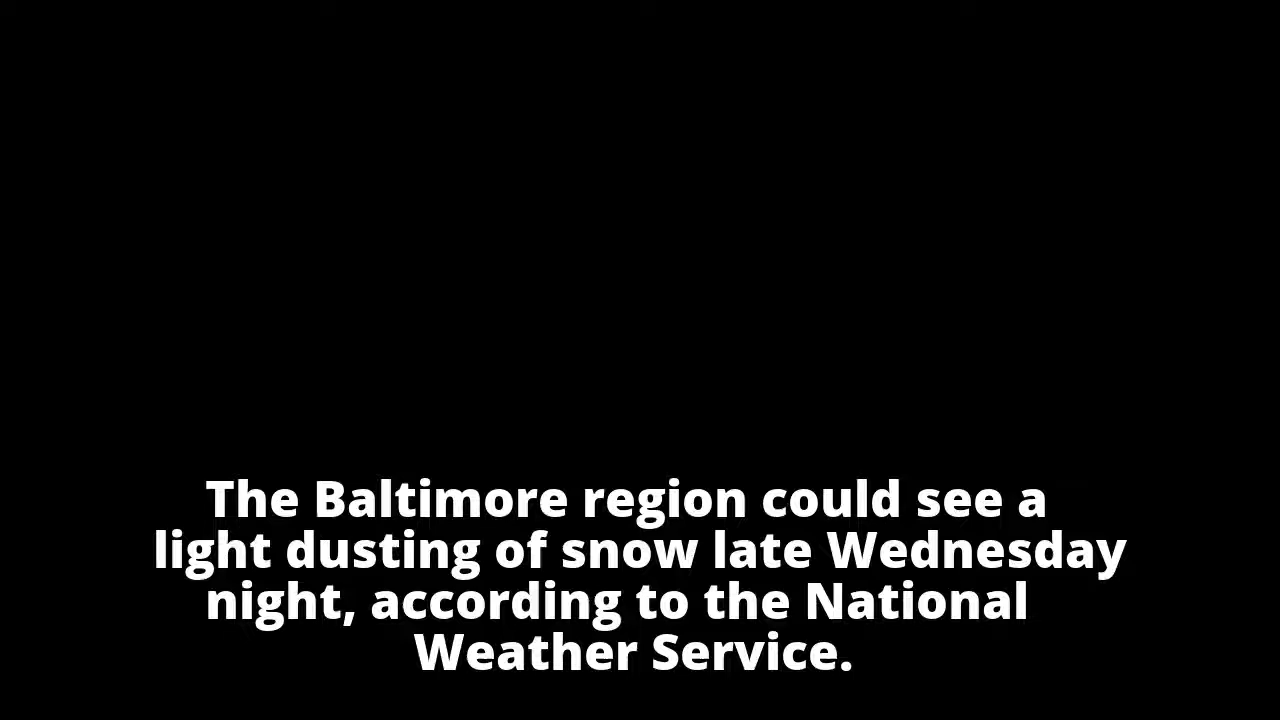 The Baltimore region could see a
light dusting of snow late Wednesday
night, according to the National
Weather Service.